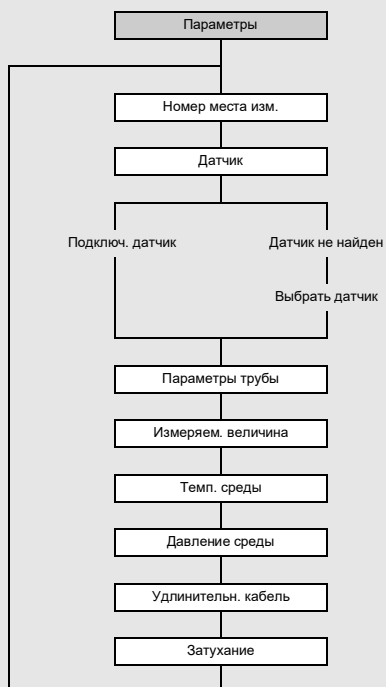 Параметры
Номер места изм.
Датчик
Подключ. датчик
Датчик не найден
Выбрать датчик
Параметры трубы
Измеряем. величина
Темп. среды
Давление среды
Удлинительн. кабель
Затухание